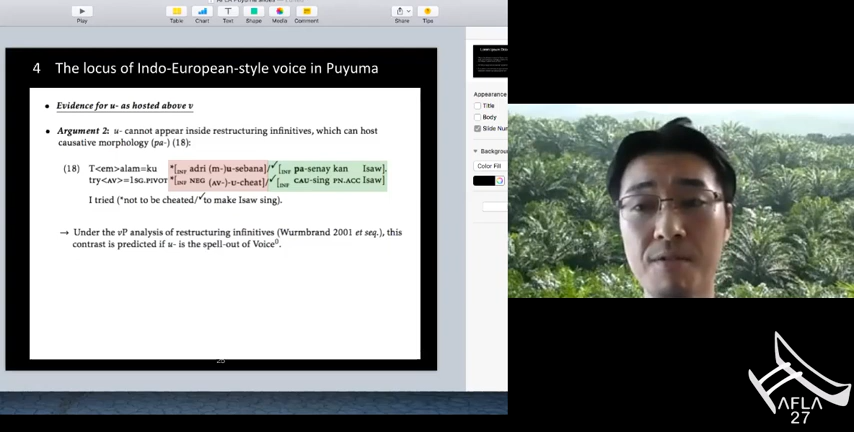 Play
Table
Chart
Text
Shape
Media
Comment
Share
Tips
4 The locus of Indo-European-style voice in Puyuma
• Evidence for u- as hosted above v
• Argument 2: u- cannot appear inside restructuring infinitives, which can host
causative morphology (pa-) (18):
(18) T<em>alam=ku *[INF adri (m-)u-sebana]/✓[INF pa-senay kan Isaw].
try<AV>=1SG.PIVOT *[INF NEG (AV-)-U-cheat]/✓[INF CAU-sing PN.ACC Isaw]
I tried (*not to be cheated/✓to make Isaw sing).
→ Under the vP analysis of restructuring infinitives (Wurmbrand 2001 et seq.), this
contrast is predicted if u- is the spell-out of Voice⁰.
Appearance
Title
Body
Slide Num
Backgrou
Color Fill
AFLA
27